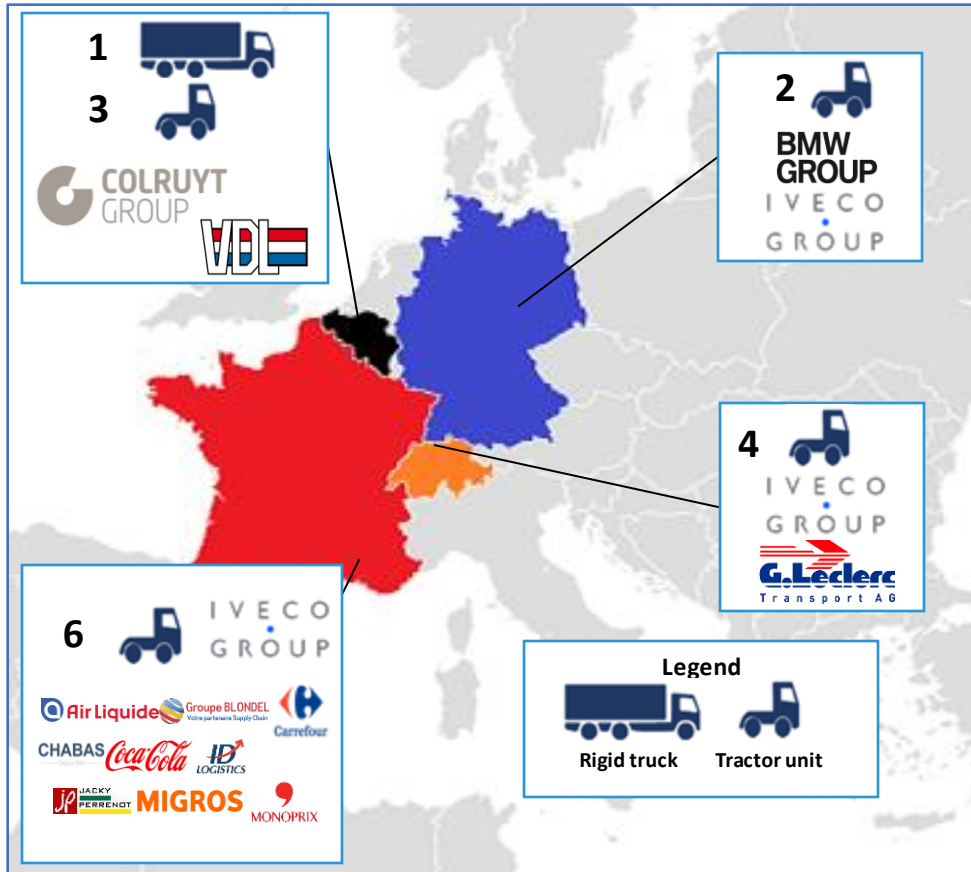 1
3
COLRUYT
GROUP
VDL
2
BMW
GROUP
IVECO
GROUP
4
IVECO
GROUP
G.Leclerc
Transport AG
6
IVECO
GROUP
Air Liquide
Groupe BLONDEL
Votre partenaire Supply Chain
Carrefour
CHABAS
Coca-Cola
ID
LOGISTICS
JP
JACKY
PERRENOT
MIGROS
MONOPRIX
Legend
Rigid truck
Tractor unit